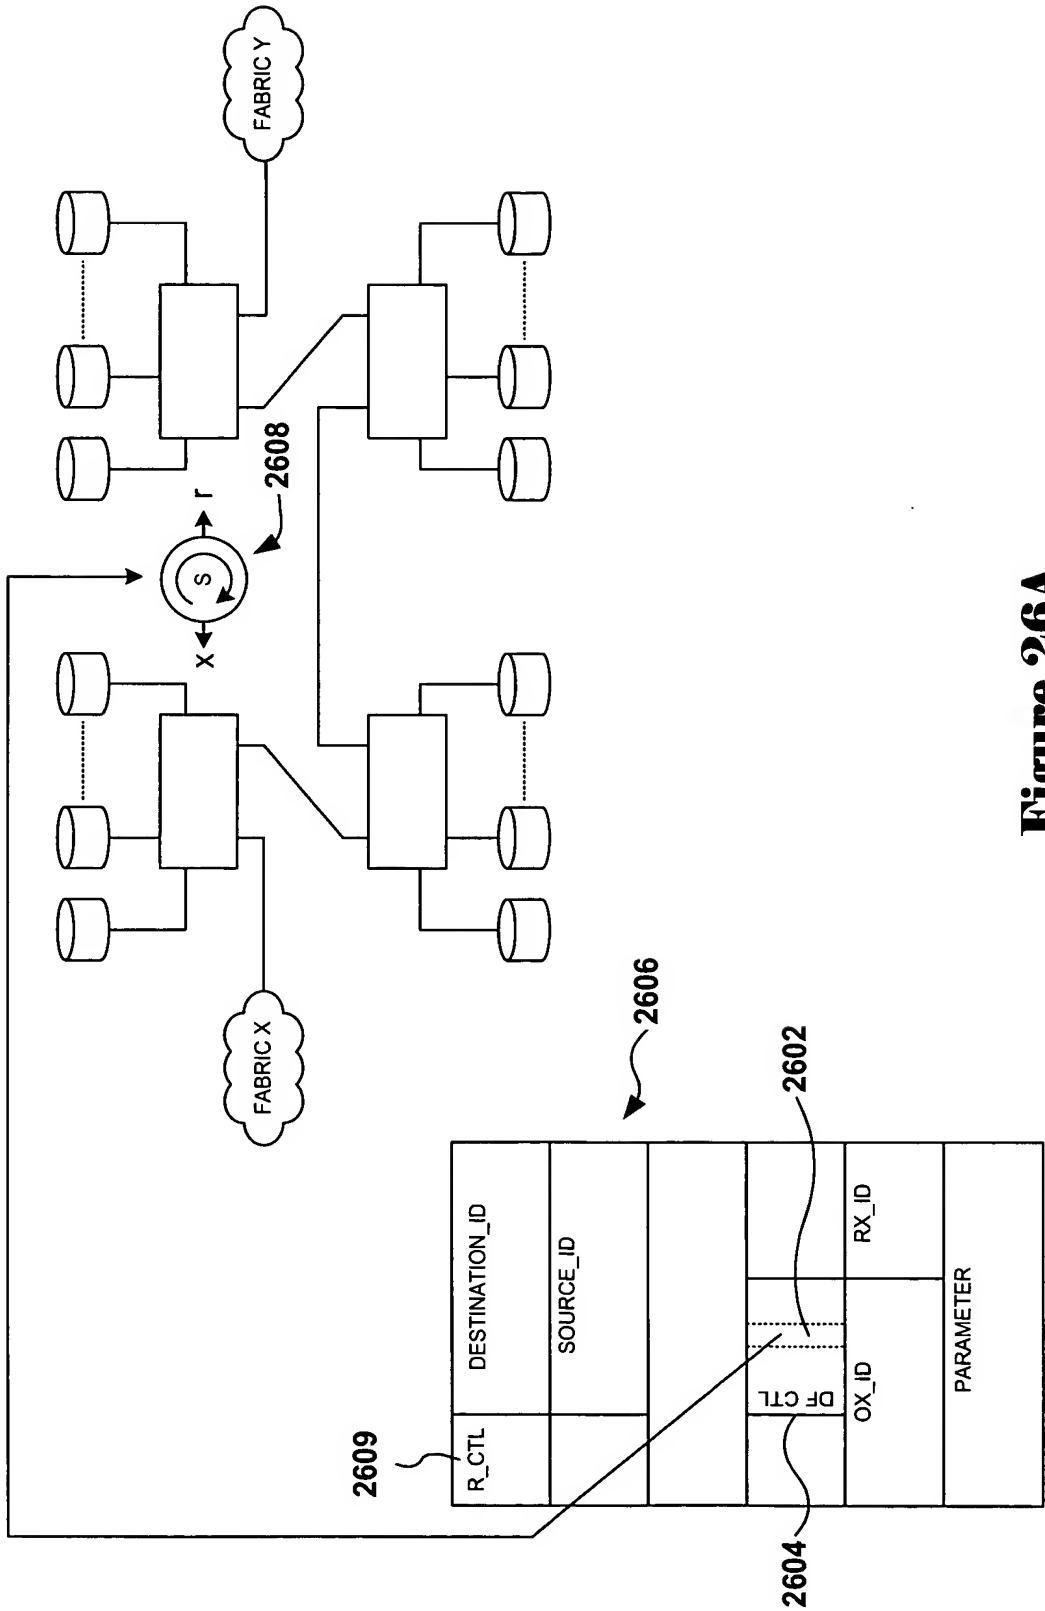 FABRIC X
FABRIC Y
x
S
r
2608
2606
2609
R_CTL
DESTINATION_ID
SOURCE_ID
2602
DF CTL
2604
OX_ID
RX_ID
PARAMETER
Figure 26A